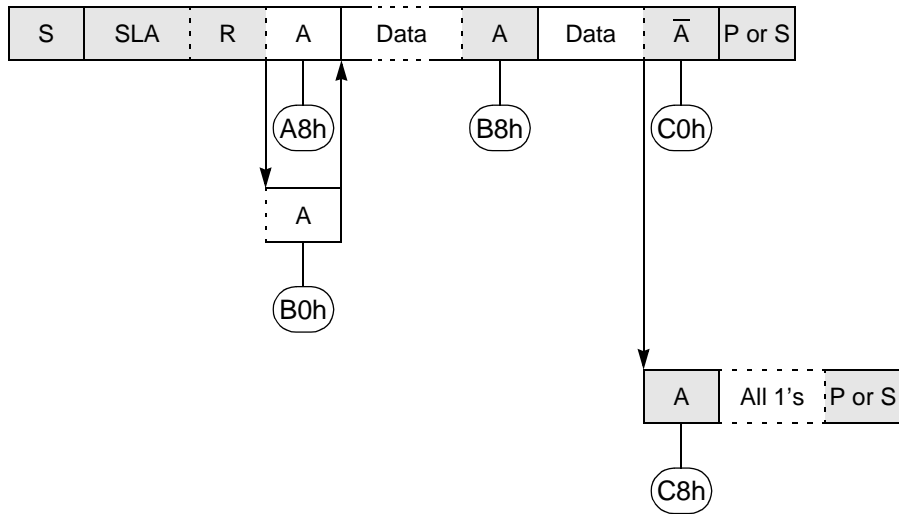 S SLA R A Data A Data A̅ P or S
A8h B8h C0h
A
B0h
A All 1's P or S
C8h